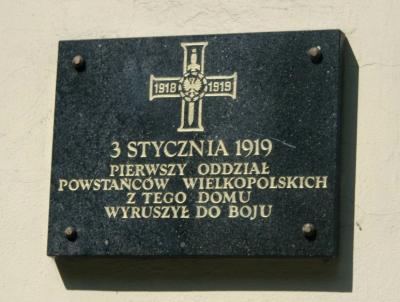 1918 1919
3 STYCZNIA 1919
PIERWSZY ODDZIAŁ
POWSTAŃCÓW WIELKOPOLSKICH
Z TEGO DOMU
WYRUSZYŁ DO BOJU